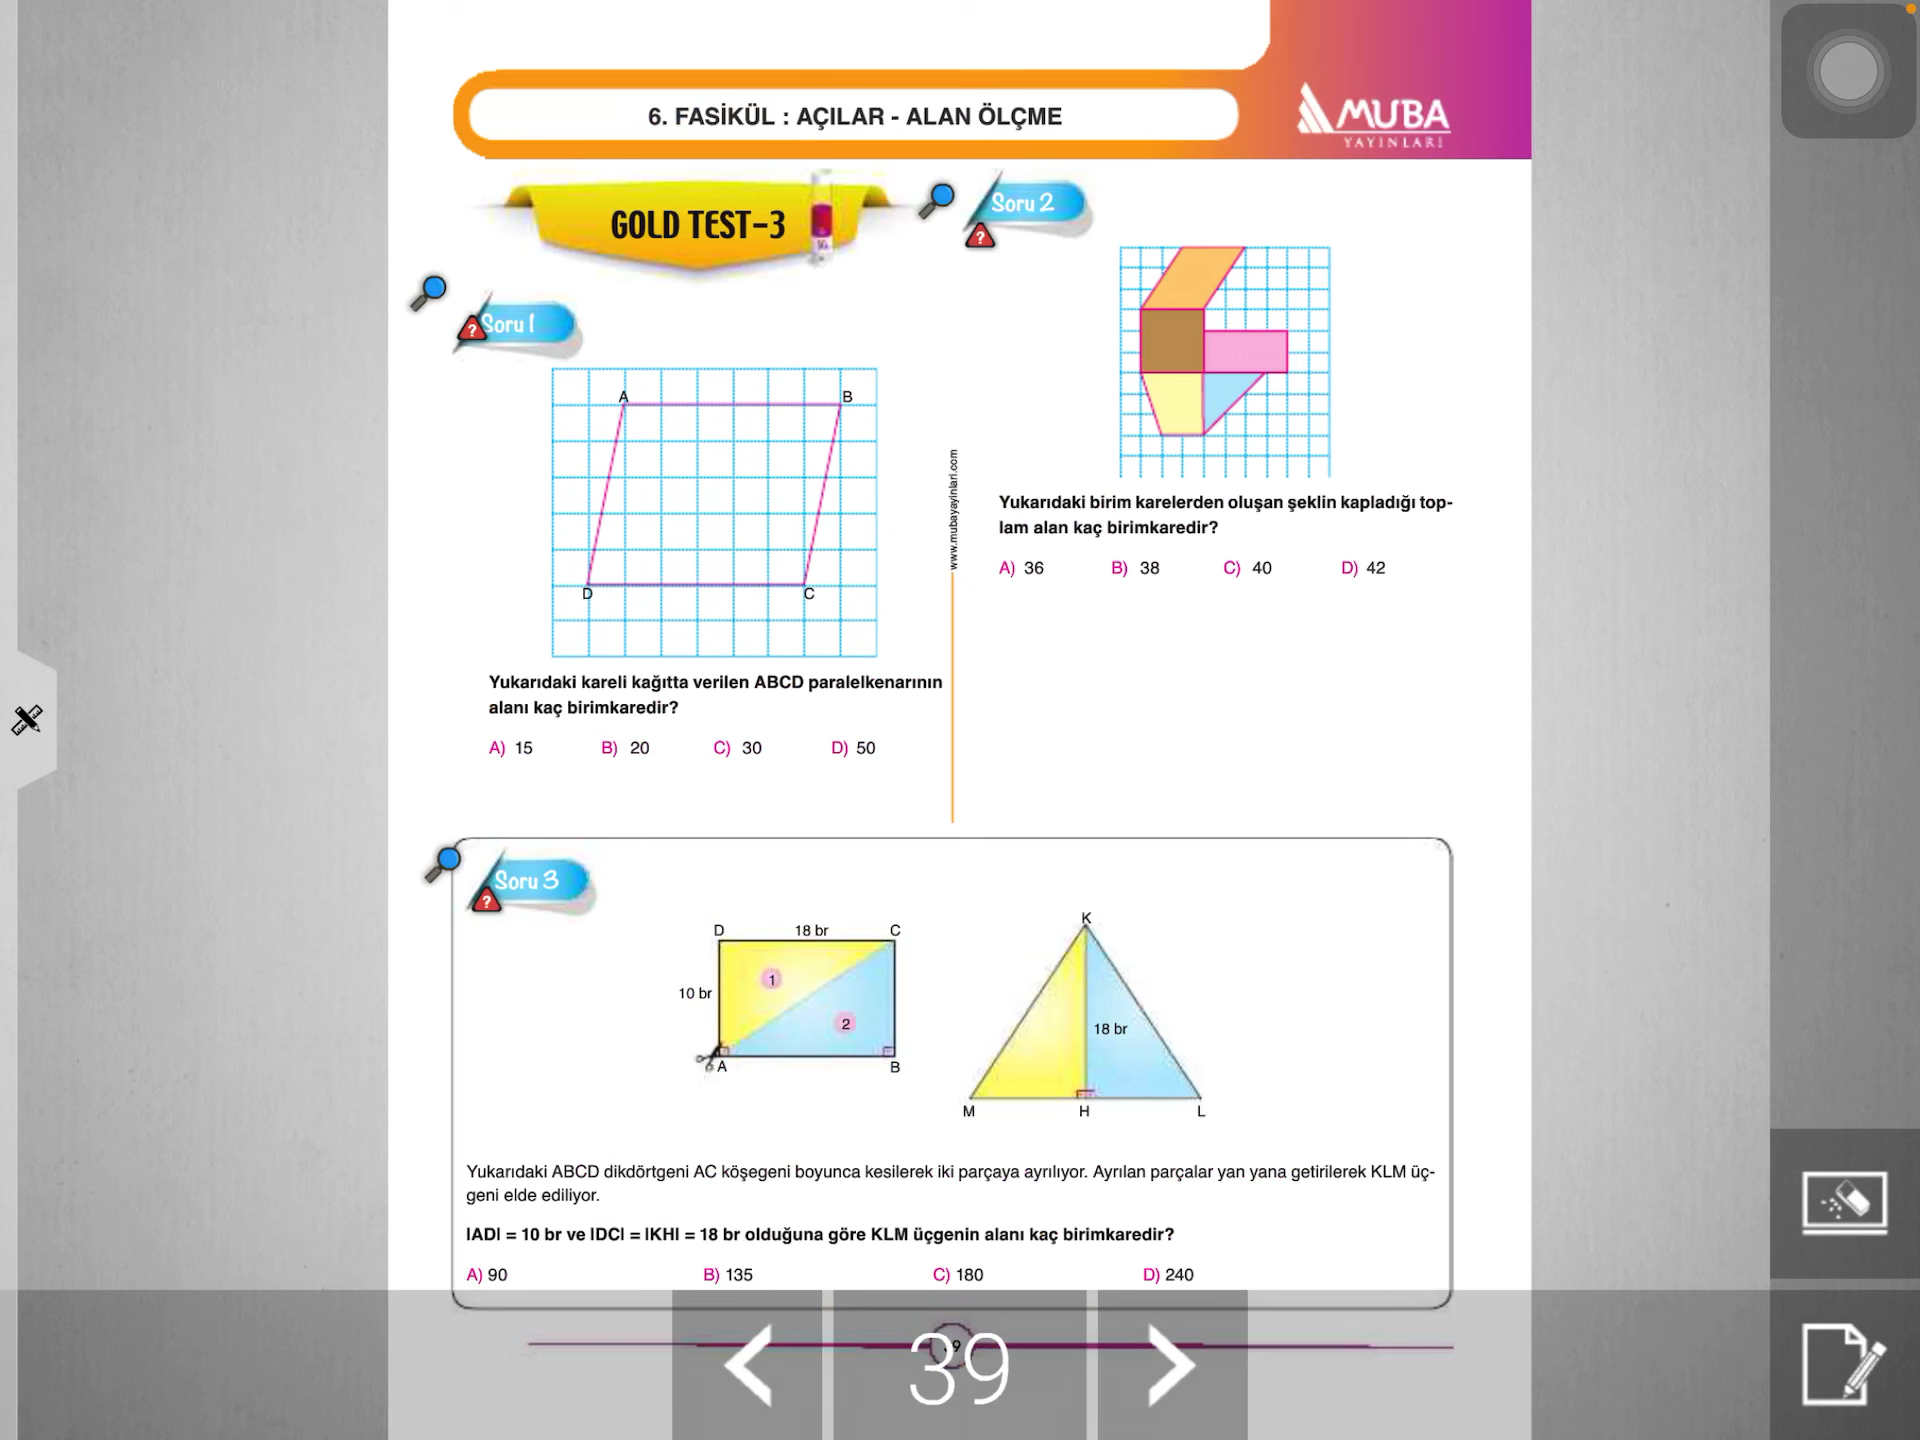 6. FASİKÜL : AÇILAR - ALAN ÖLÇME
MUBA
YAYINLARI
GOLD TEST-3
Soru 1
A
B
D
C
Yukarıdaki kareli kağıtta verilen ABCD paralelkenarının
alanı kaç birimkaredir?
A) 15 B) 20 C) 30 D) 50
www.mubayayinlari.com
Soru 2
Yukarıdaki birim karelerden oluşan şeklin kapladığı top-
lam alan kaç birimkaredir?
A) 36 B) 38 C) 40 D) 42
Soru 3
D 18 br C
10 br
1
2
A B
K
18 br
M H L
Yukarıdaki ABCD dikdörtgeni AC köşegeni boyunca kesilerek iki parçaya ayrılıyor. Ayrılan parçalar yan yana getirilerek KLM üç-
geni elde ediliyor.
IADI = 10 br ve IDCI = IKHI = 18 br olduğuna göre KLM üçgenin alanı kaç birimkaredir?
A) 90 B) 135 C) 180 D) 240
39